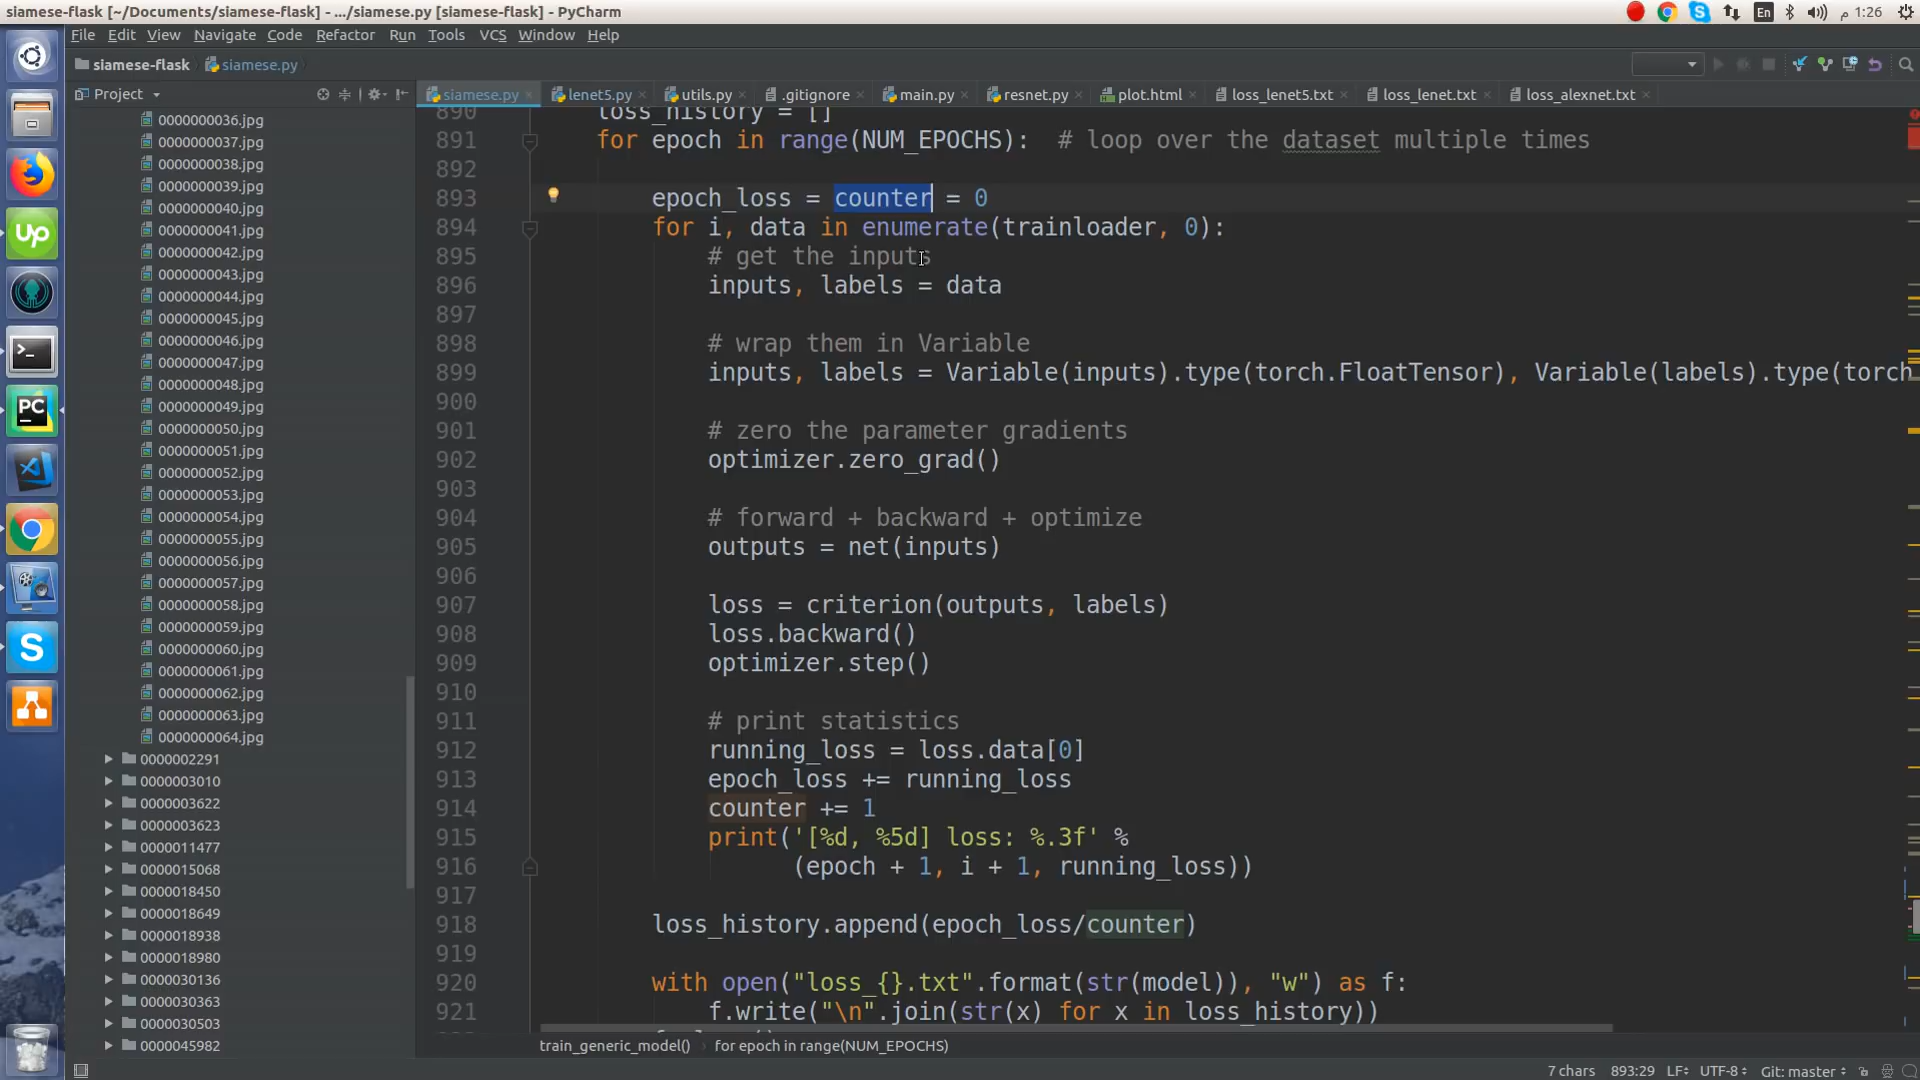 siamese-flask [~/Documents/siamese-flask] - .../siamese.py [siamese-flask] - PyCharm
En
1:26 م
File Edit View Navigate Code Refactor Run Tools VCS Window Help
siamese-flask siamese.py
Project
siamese.py lenet5.py utils.py .gitignore main.py resnet.py plot.html loss_lenet5.txt loss_lenet.txt loss_alexnet.txt
0000000036.jpg
0000000037.jpg
0000000038.jpg
0000000039.jpg
0000000040.jpg
0000000041.jpg
0000000042.jpg
0000000043.jpg
0000000044.jpg
0000000045.jpg
0000000046.jpg
0000000047.jpg
0000000048.jpg
0000000049.jpg
0000000050.jpg
0000000051.jpg
0000000052.jpg
0000000053.jpg
0000000054.jpg
0000000055.jpg
0000000056.jpg
0000000057.jpg
0000000058.jpg
0000000059.jpg
0000000060.jpg
0000000061.jpg
0000000062.jpg
0000000063.jpg
0000000064.jpg
0000002291
0000003010
0000003622
0000003623
0000011477
0000015068
0000018450
0000018649
0000018938
0000018980
0000030136
0000030363
0000030503
0000045982
890 loss_history = []
891 for epoch in range(NUM_EPOCHS):  # loop over the dataset multiple times
892
893 epoch_loss = counter = 0
894 for i, data in enumerate(trainloader, 0):
895 # get the inputs
896 inputs, labels = data
897
898 # wrap them in Variable
899 inputs, labels = Variable(inputs).type(torch.FloatTensor), Variable(labels).type(torch
900
901 # zero the parameter gradients
902 optimizer.zero_grad()
903
904 # forward + backward + optimize
905 outputs = net(inputs)
906
907 loss = criterion(outputs, labels)
908 loss.backward()
909 optimizer.step()
910
911 # print statistics
912 running_loss = loss.data[0]
913 epoch_loss += running_loss
914 counter += 1
915 print('[%d, %5d] loss: %.3f' %
916 (epoch + 1, i + 1, running_loss))
917
918 loss_history.append(epoch_loss/counter)
919
920 with open("loss_{}.txt".format(str(model)), "w") as f:
921 f.write("\n".join(str(x) for x in loss_history))
train_generic_model() › for epoch in range(NUM_EPOCHS)
7 chars 893:29 LF÷ UTF-8÷ Git: master÷
Up
PC
S